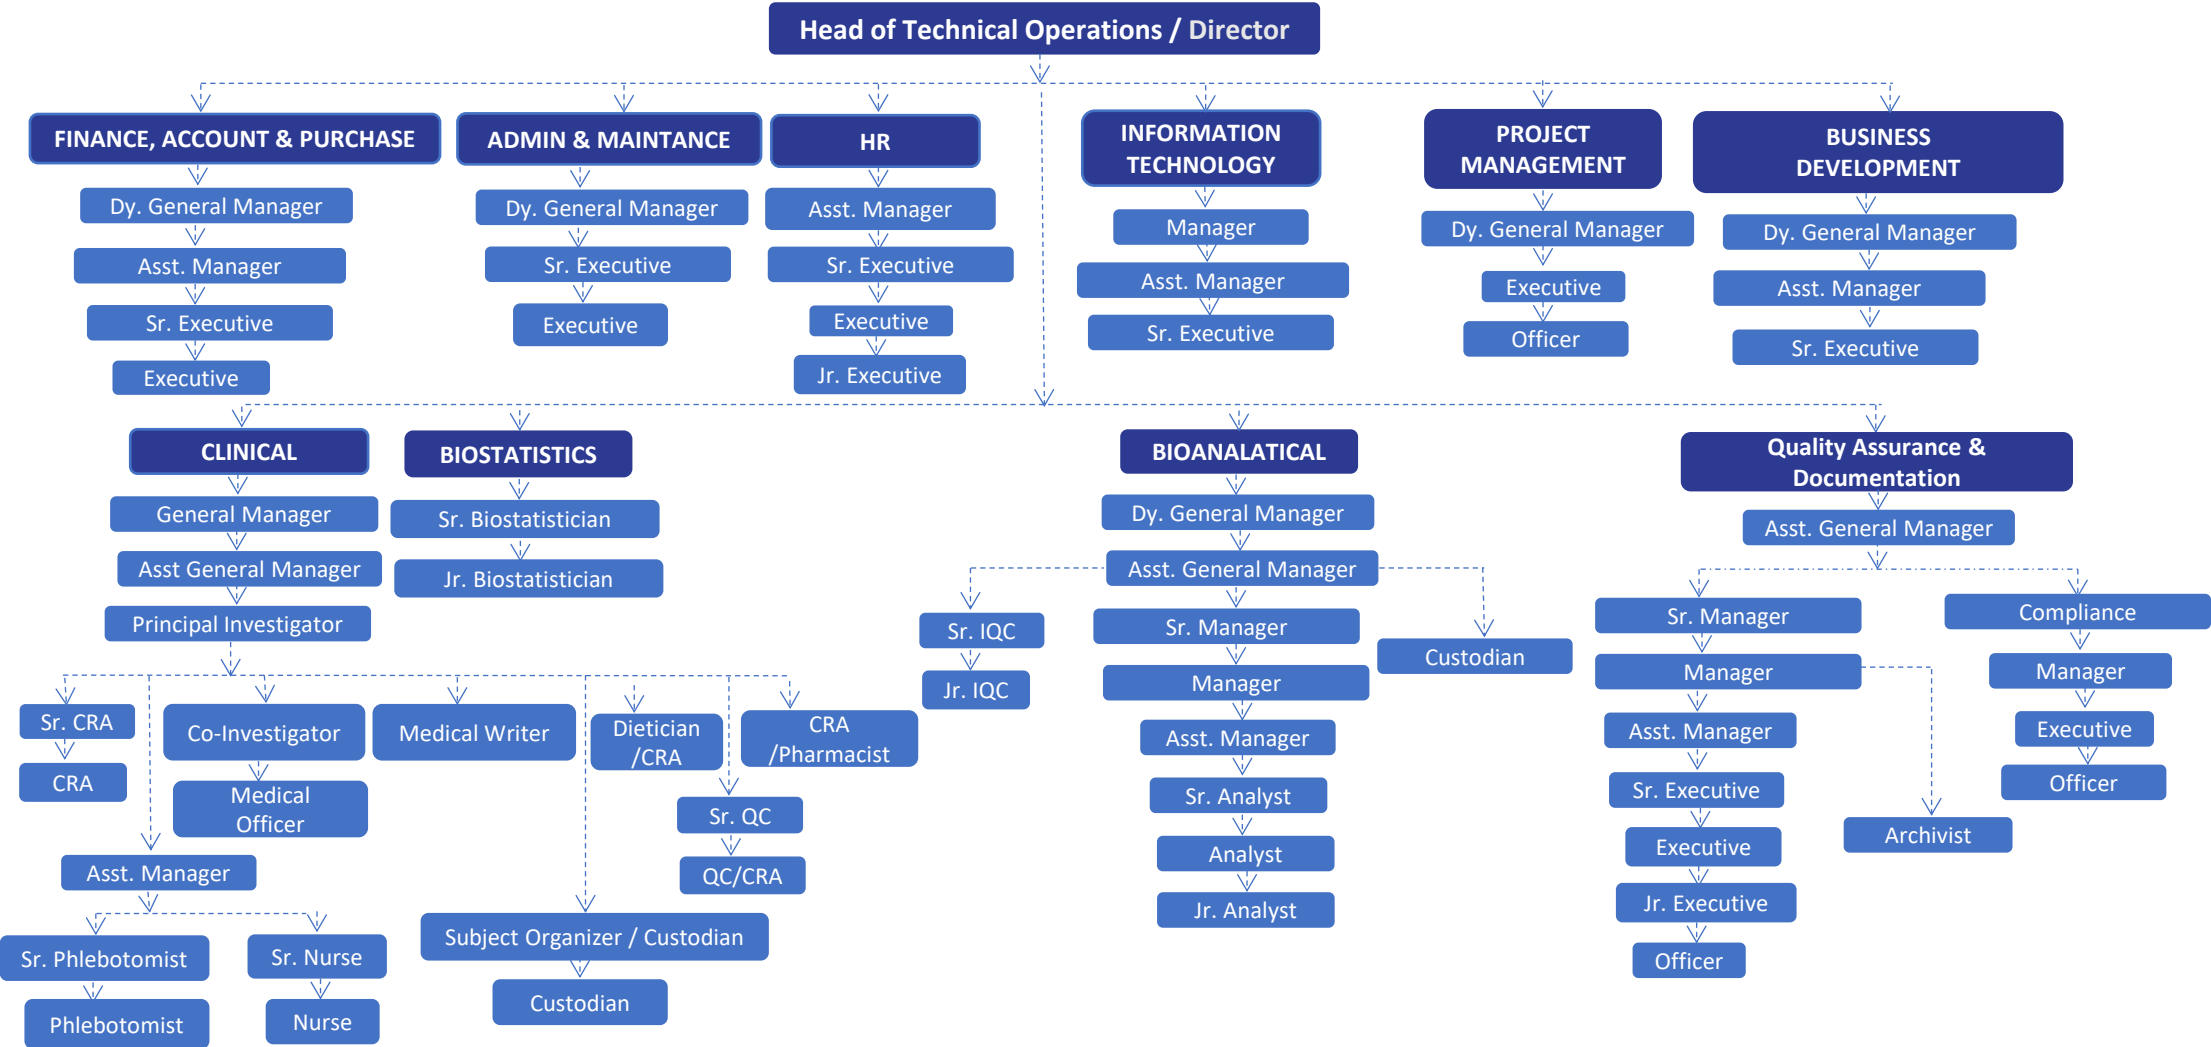 Head of Technical Operations / Director
FINANCE, ACCOUNT & PURCHASE
Dy. General Manager
Asst. Manager
Sr. Executive
Executive
ADMIN & MAINTANCE
Dy. General Manager
Sr. Executive
Executive
HR
Asst. Manager
Sr. Executive
Executive
Jr. Executive
INFORMATION
TECHNOLOGY
Manager
Asst. Manager
Sr. Executive
PROJECT
MANAGEMENT
Dy. General Manager
Executive
Officer
BUSINESS
DEVELOPMENT
Dy. General Manager
Asst. Manager
Sr. Executive
CLINICAL
General Manager
Asst General Manager
Principal Investigator
Sr. CRA
CRA
Asst. Manager
Sr. Phlebotomist
Phlebotomist
Sr. Nurse
Nurse
Co-Investigator
Medical
Officer
Medical Writer
Subject Organizer / Custodian
Custodian
Dietician
/CRA
Sr. QC
QC/CRA
CRA
/Pharmacist
BIOSTATISTICS
Sr. Biostatistician
Jr. Biostatistician
BIOANALATICAL
Dy. General Manager
Asst. General Manager
Sr. IQC
Jr. IQC
Sr. Manager
Manager
Asst. Manager
Sr. Analyst
Analyst
Jr. Analyst
Custodian
Quality Assurance &
Documentation
Asst. General Manager
Sr. Manager
Manager
Asst. Manager
Sr. Executive
Executive
Jr. Executive
Officer
Archivist
Compliance
Manager
Executive
Officer